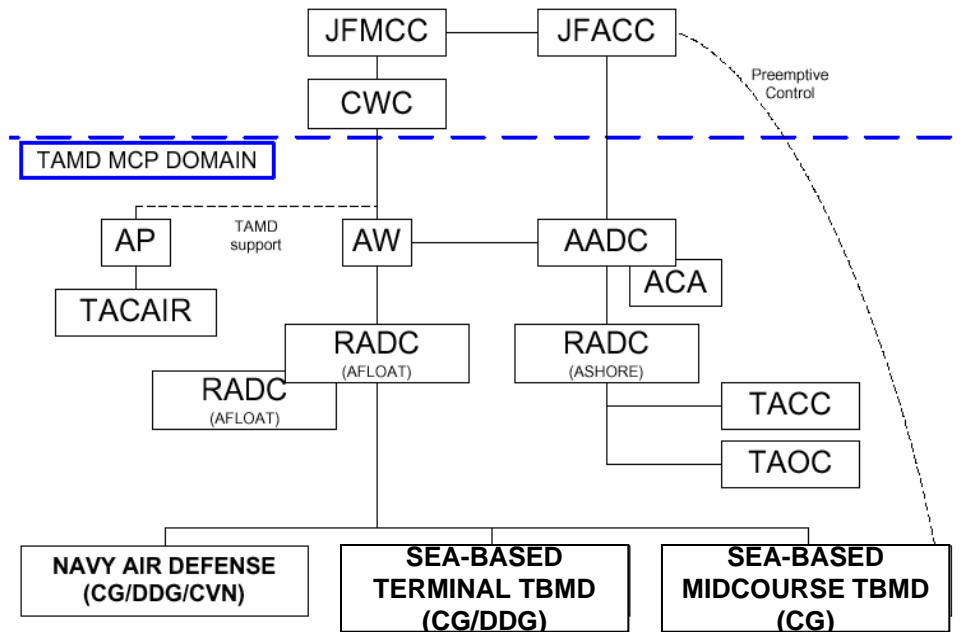 JFMCC
JFACC
Preemptive
Control
CWC
TAMD MCP DOMAIN
AP
TAMD
support
AW
AADC
ACA
TACAIR
RADC
(AFLOAT)
RADC
(AFLOAT)
RADC
(ASHORE)
TACC
TAOC
NAVY AIR DEFENSE
(CG/DDG/CVN)
SEA-BASED
TERMINAL TBMD
(CG/DDG)
SEA-BASED
MIDCOURSE TBMD
(CG)